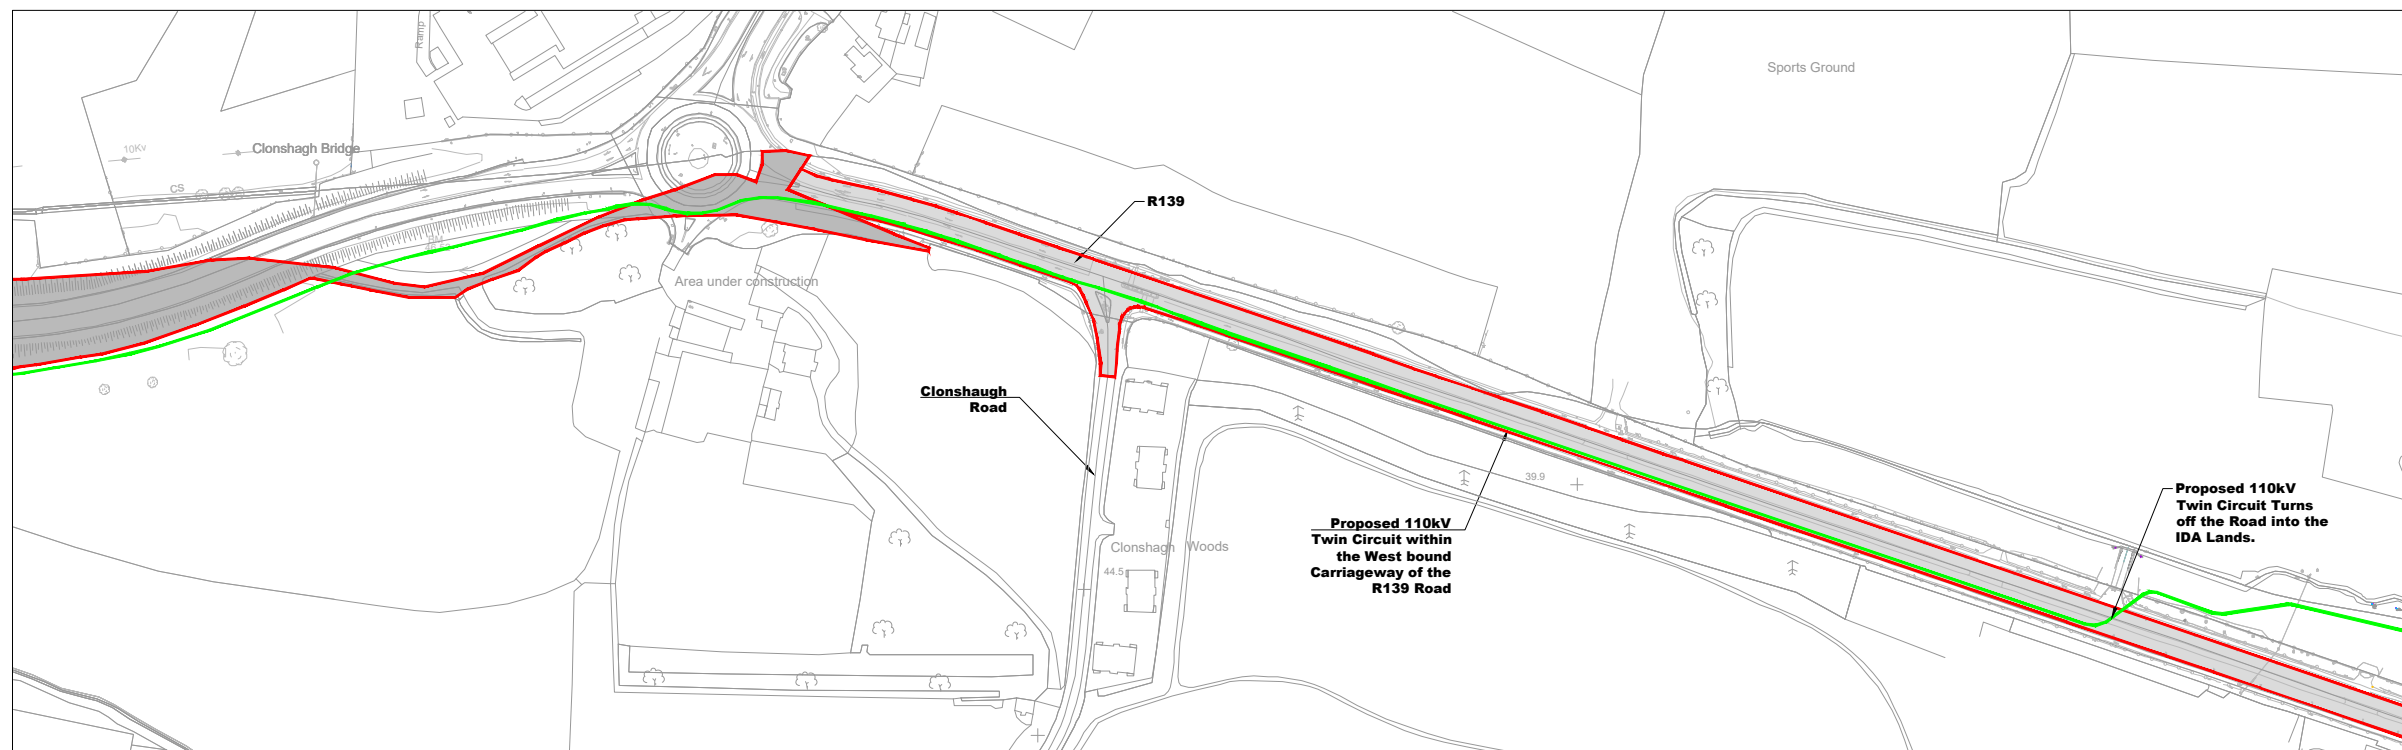 Ramp
Sports Ground
10Kv
Clonshagh Bridge
CS
R139
Area under construction
Clonshaugh
Road
39.9
Proposed 110kV
Twin Circuit Turns
off the Road into the
IDA Lands.
Proposed 110kV
Twin Circuit within
the West bound
Carriageway of the
R139 Road
Clonshagh Woods
44.5